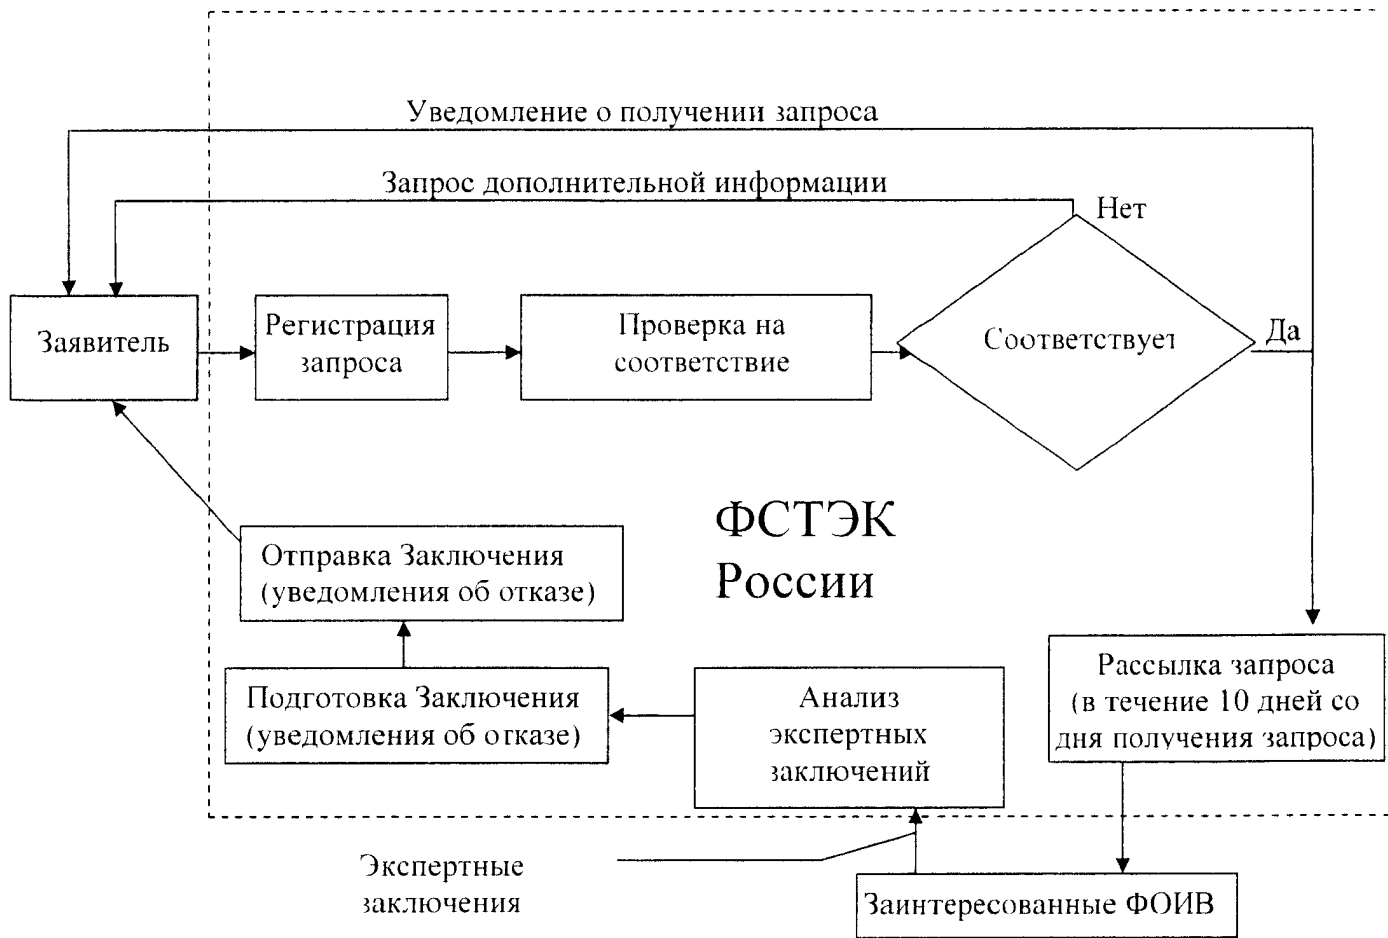 Уведомление о получении запроса
Запрос дополнительной информации
Нет
Заявитель
Регистрация
запроса
Проверка на
соответствие
Соответствует
Да
ФСТЭК
России
Отправка Заключения
(уведомления об отказе)
Подготовка Заключения
(уведомления об отказе)
Анализ
экспертных
заключений
Рассылка запроса
(в течение 10 дней со
дня получения запроса)
Экспертные
заключения
Заинтересованные ФОИВ